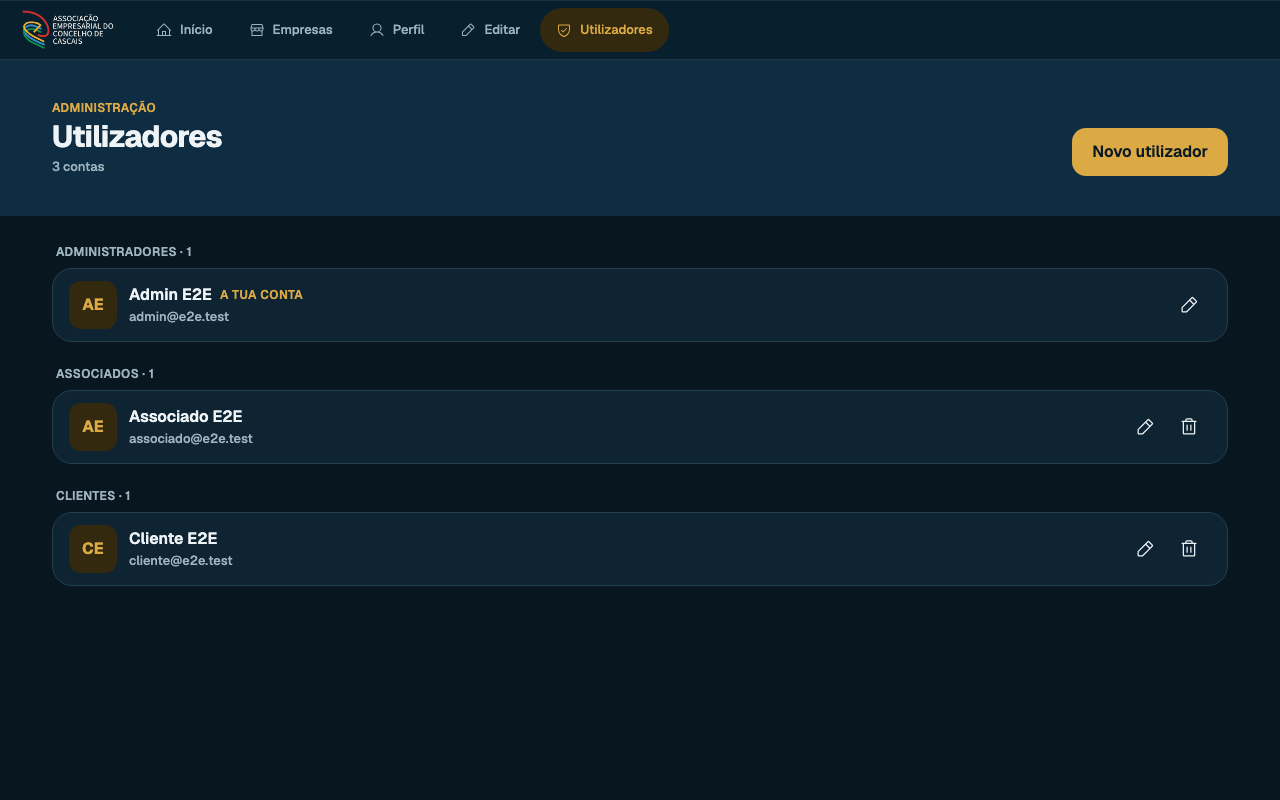 ASSOCIAÇÃO
EMPRESARIAL DO
CONCELHO DE
CASCAIS
Início
Empresas
Perfil
Editar
Utilizadores
ADMINISTRAÇÃO
Utilizadores
3 contas
Novo utilizador
ADMINISTRADORES · 1
AE
Admin E2E A TUA CONTA
admin@e2e.test
ASSOCIADOS · 1
AE
Associado E2E
associado@e2e.test
CLIENTES · 1
CE
Cliente E2E
cliente@e2e.test